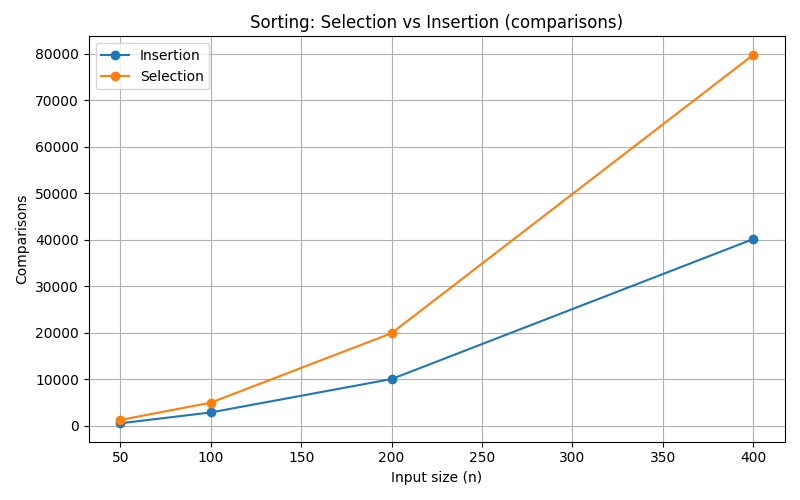 Sorting: Selection vs Insertion (comparisons)
Insertion
Selection
80000
70000
60000
50000
40000
30000
20000
10000
0
Comparisons
50 100 150 200 250 300 350 400
Input size (n)